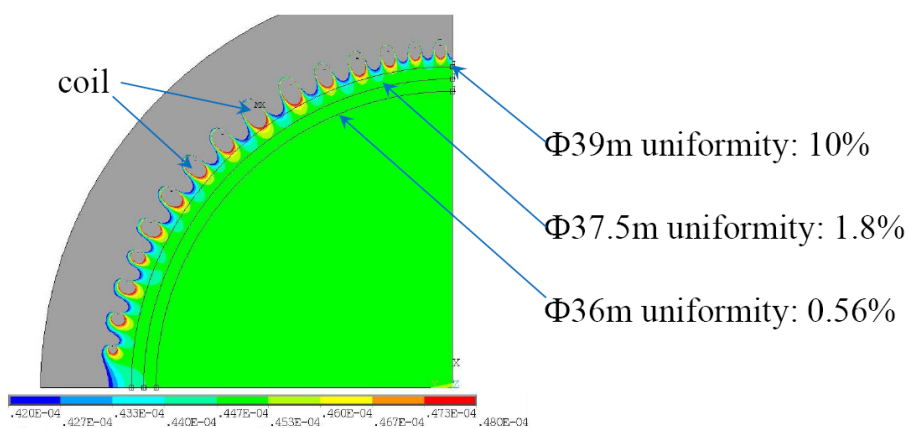 coil
MX
Φ39m uniformity: 10%
Φ37.5m uniformity: 1.8%
Φ36m uniformity: 0.56%
X
Z
.420E-04 .433E-04 .447E-04 .460E-04 .473E-04
.427E-04 .440E-04 .453E-04 .467E-04 .480E-04